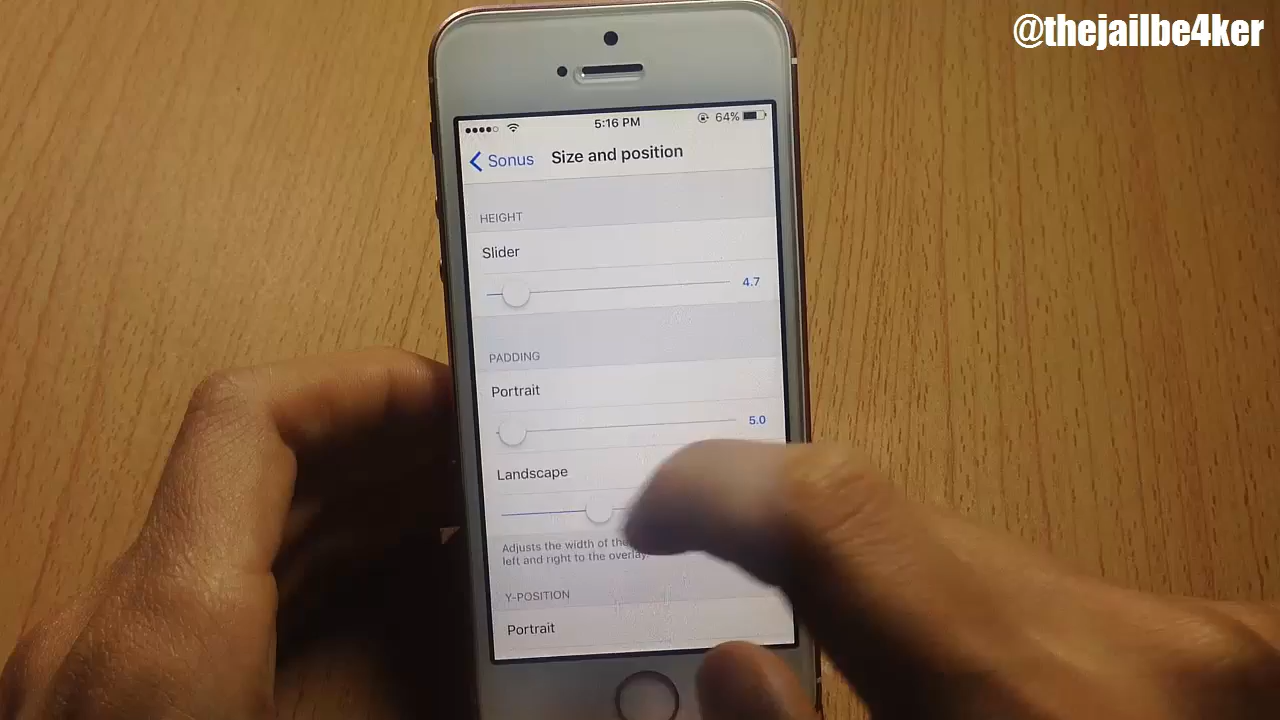 @thejailbe4ker
5:16 PM
64%
Sonus
Size and position
HEIGHT
Slider
4.7
PADDING
Portrait
5.0
Landscape
Adjusts the width of the
left and right to the overlay.
Y-POSITION
Portrait